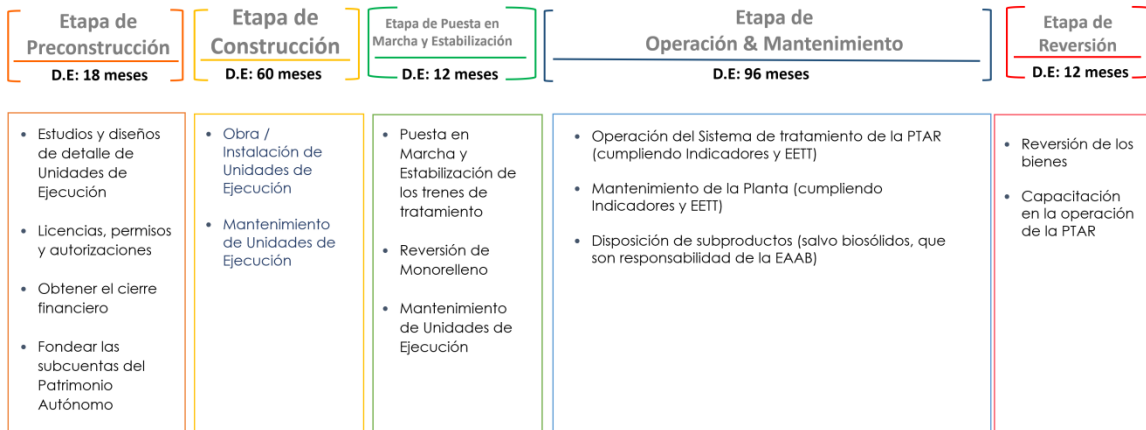 Etapa de
Preconstrucción
D.E: 18 meses
Etapa de
Construcción
D.E: 60 meses
Etapa de Puesta en
Marcha y Estabilización
D.E: 12 meses
Etapa de
Operación & Mantenimiento
D.E: 96 meses
Etapa de
Reversión
D.E: 12 meses
• Estudios y diseños
de detalle de
Unidades de
Ejecución
• Licencias, permisos
y autorizaciones
• Obtener el cierre
financiero
• Fondear las
subcuentas del
Patrimonio
Autónomo
• Obra /
Instalación de
Unidades de
Ejecución
• Mantenimiento
de Unidades de
Ejecución
• Puesta en
Marcha y
Estabilización de
los trenes de
tratamiento
• Reversión de
Monorelleno
• Mantenimiento
de Unidades de
Ejecución
• Operación del Sistema de tratamiento de la PTAR
(cumpliendo Indicadores y EETT)
• Mantenimiento de la Planta (cumpliendo
Indicadores y EETT)
• Disposición de subproductos (salvo biosólidos, que
son responsabilidad de la EAAB)
• Reversión de los
bienes
• Capacitación
en la operación
de la PTAR